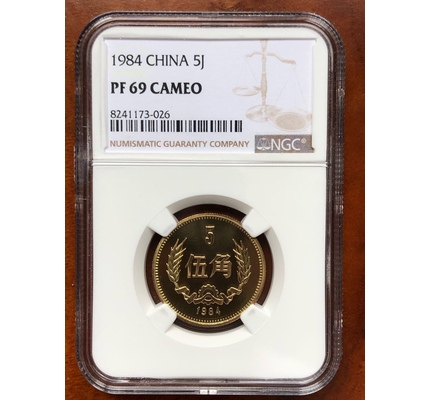 1984 CHINA 5J
PF 69 CAMEO
8241173-026
NUMISMATIC GUARANTY COMPANY
NGC®
5
伍角
1984